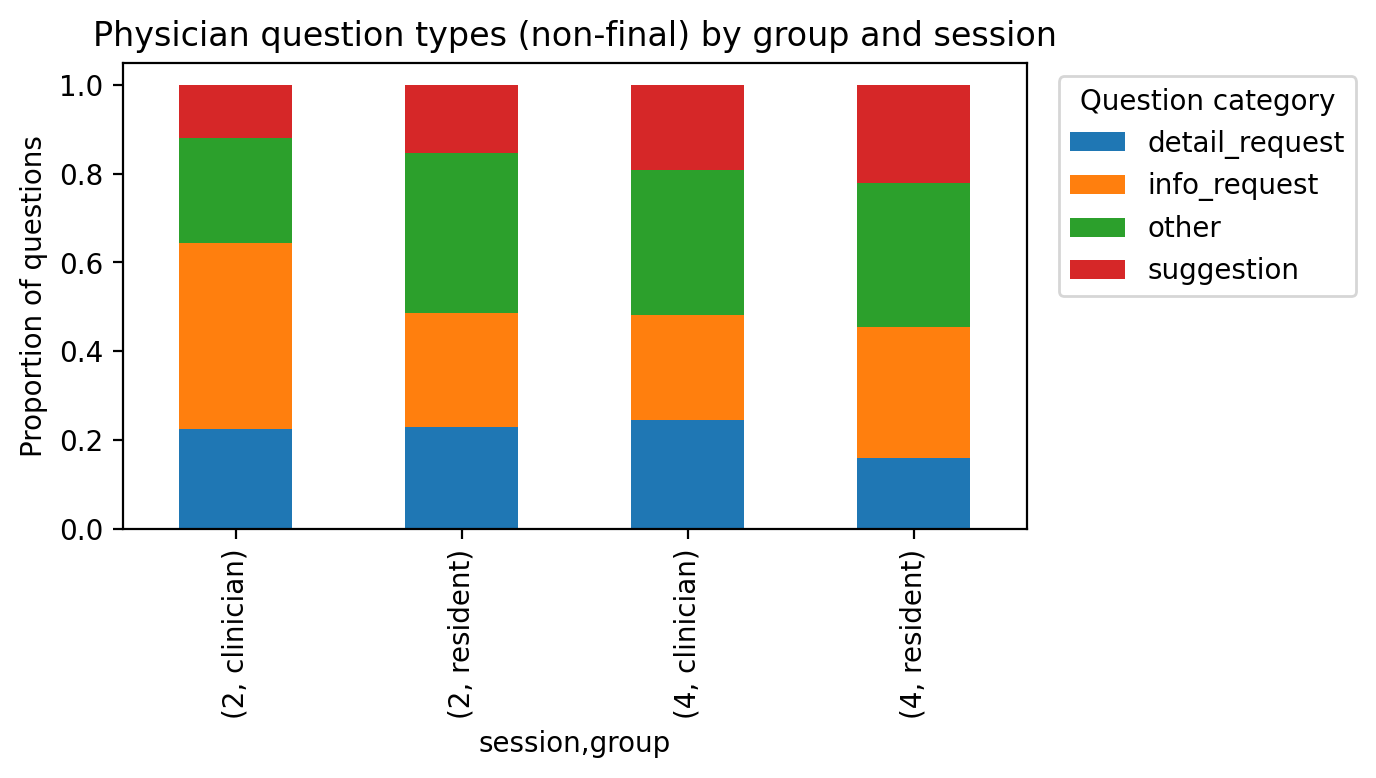 Physician question types (non-final) by group and session
Proportion of questions
1.0
0.8
0.6
0.4
0.2
0.0
(2, clinician)
(2, resident)
(4, clinician)
(4, resident)
session,group
Question category
detail_request
info_request
other
suggestion